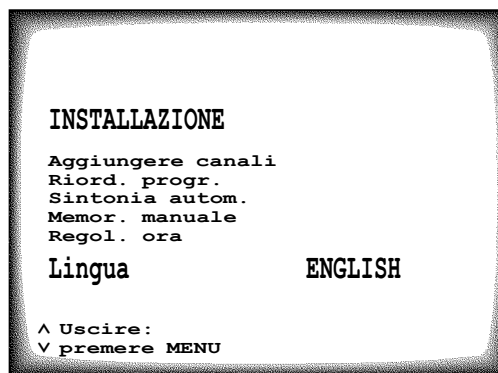 INSTALLAZIONE
Aggiungere canali
Riord. progr.
Sintonia autom.
Memor. manuale
Regol. ora
Lingua ENGLISH
∧ Uscire:
∨ premere MENU